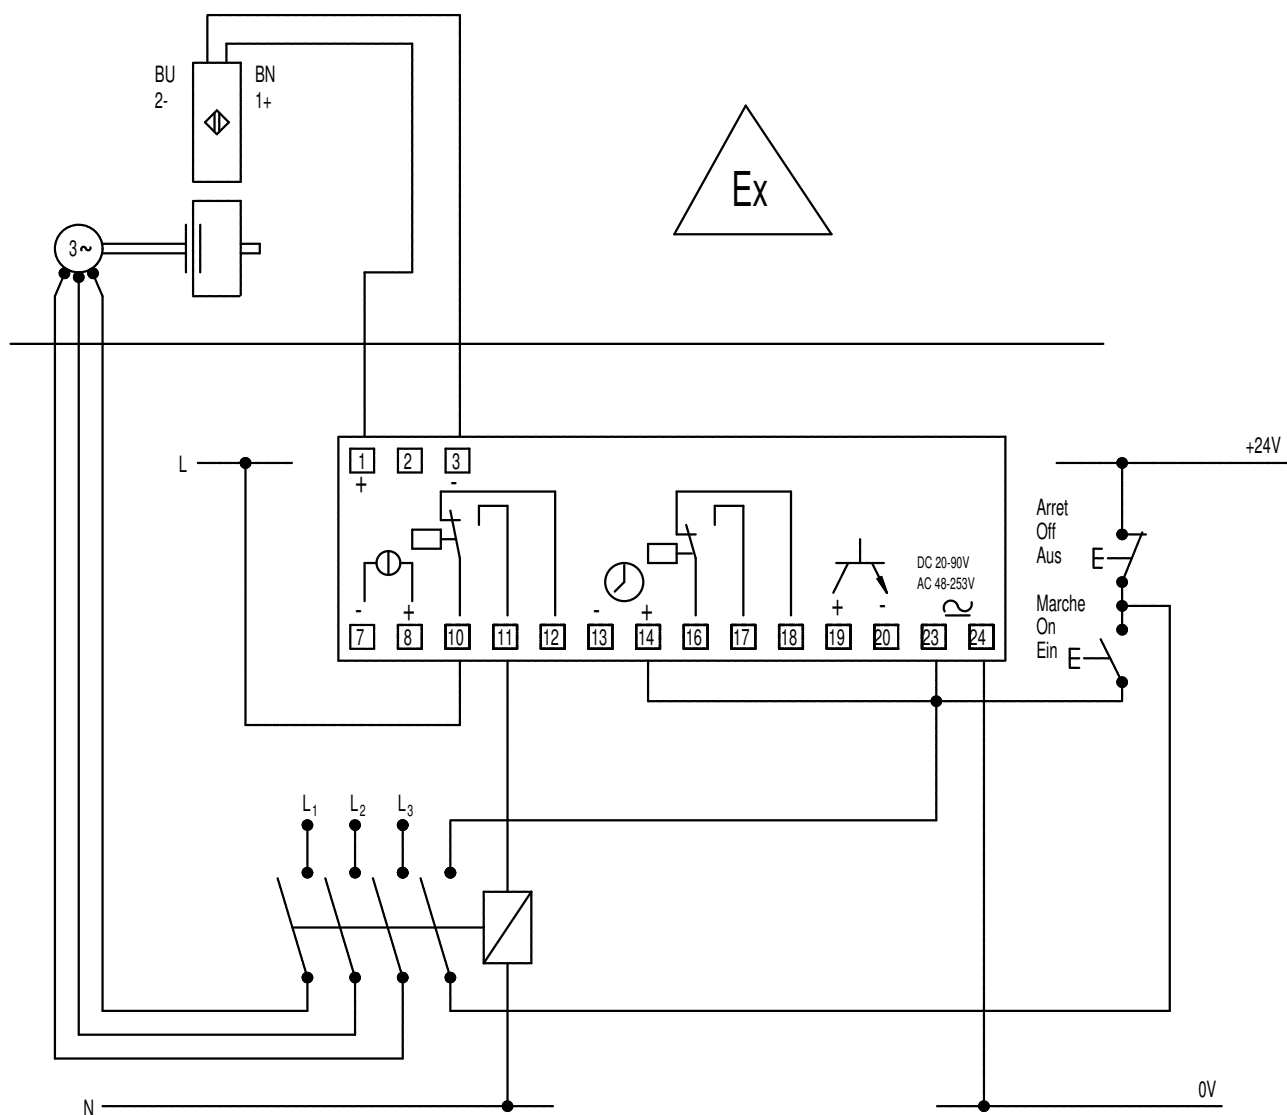 BU BN
2- 1+
Ex
3~
L
+24V
1 2 3
+ -
Arret
Off
Aus
E
DC 20-90V
AC 48-253V
- + - + + -
Marche
On
Ein
E
7 8 10 11 12 13 14 16 17 18 19 20 23 24
L1 L2 L3
N
0V